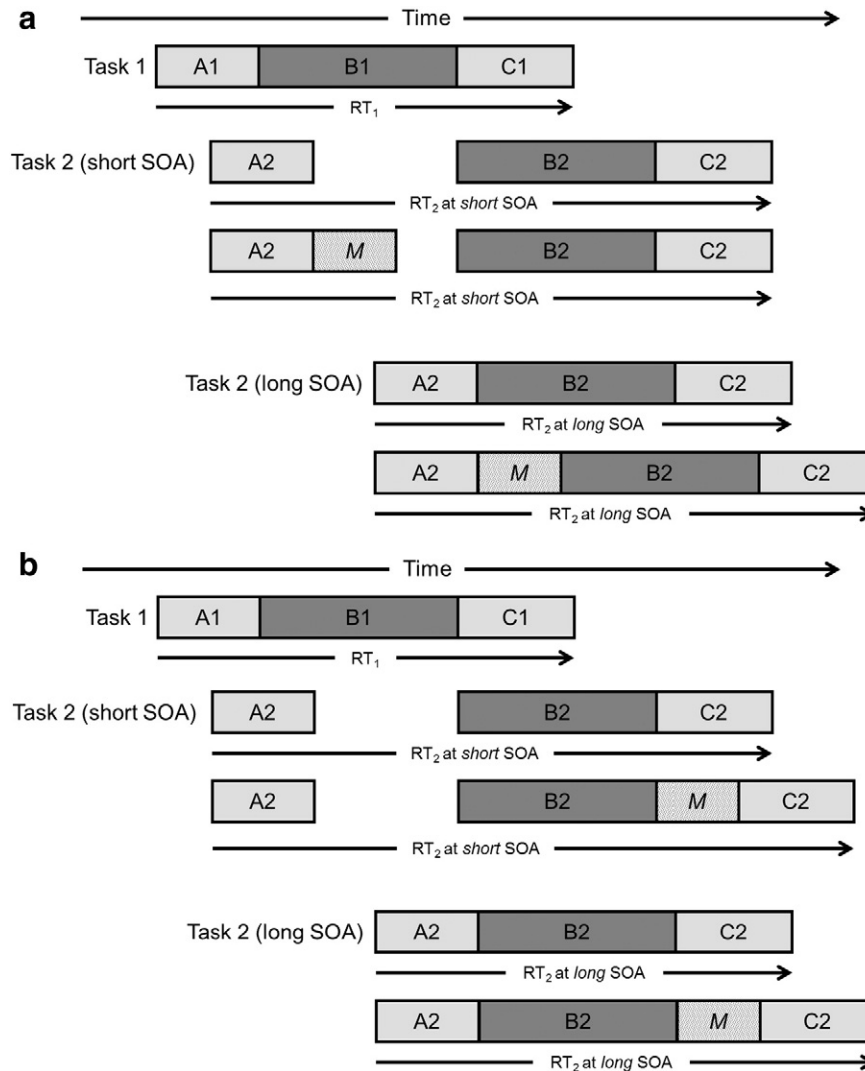 a
Time
Task 1 A1 B1 C1
RT1
Task 2 (short SOA) A2 B2 C2
RT2 at short SOA
A2 M B2 C2
RT2 at short SOA
Task 2 (long SOA) A2 B2 C2
RT2 at long SOA
A2 M B2 C2
RT2 at long SOA
b
Time
Task 1 A1 B1 C1
RT1
Task 2 (short SOA) A2 B2 C2
RT2 at short SOA
A2 B2 M C2
RT2 at short SOA
Task 2 (long SOA) A2 B2 C2
RT2 at long SOA
A2 B2 M C2
RT2 at long SOA